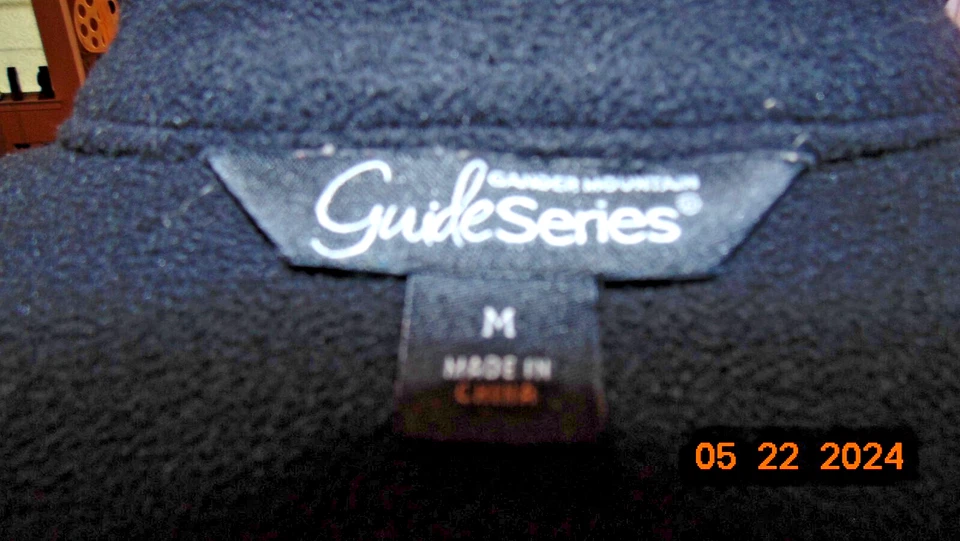 GANDER MOUNTAIN
GuideSeries®
M
MADE IN
CHINA
05 22 2024